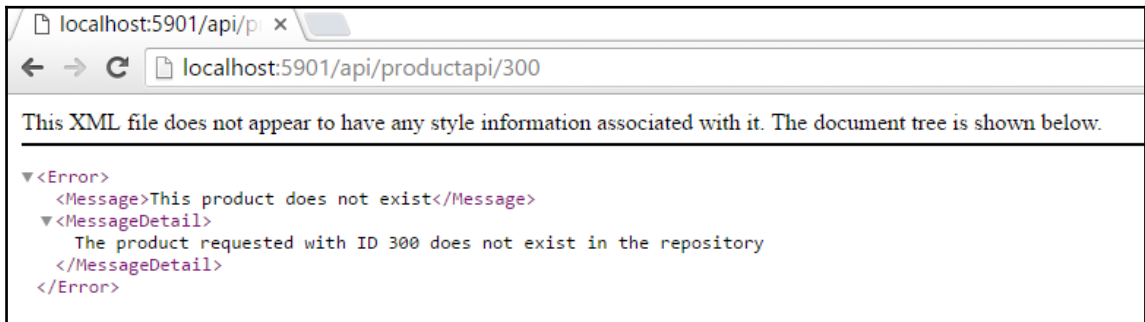 localhost:5901/api/p
localhost:5901/api/productapi/300
This XML file does not appear to have any style information associated with it. The document tree is shown below.
▼<Error>
<Message>This product does not exist</Message>
▼<MessageDetail>
The product requested with ID 300 does not exist in the repository
</MessageDetail>
</Error>